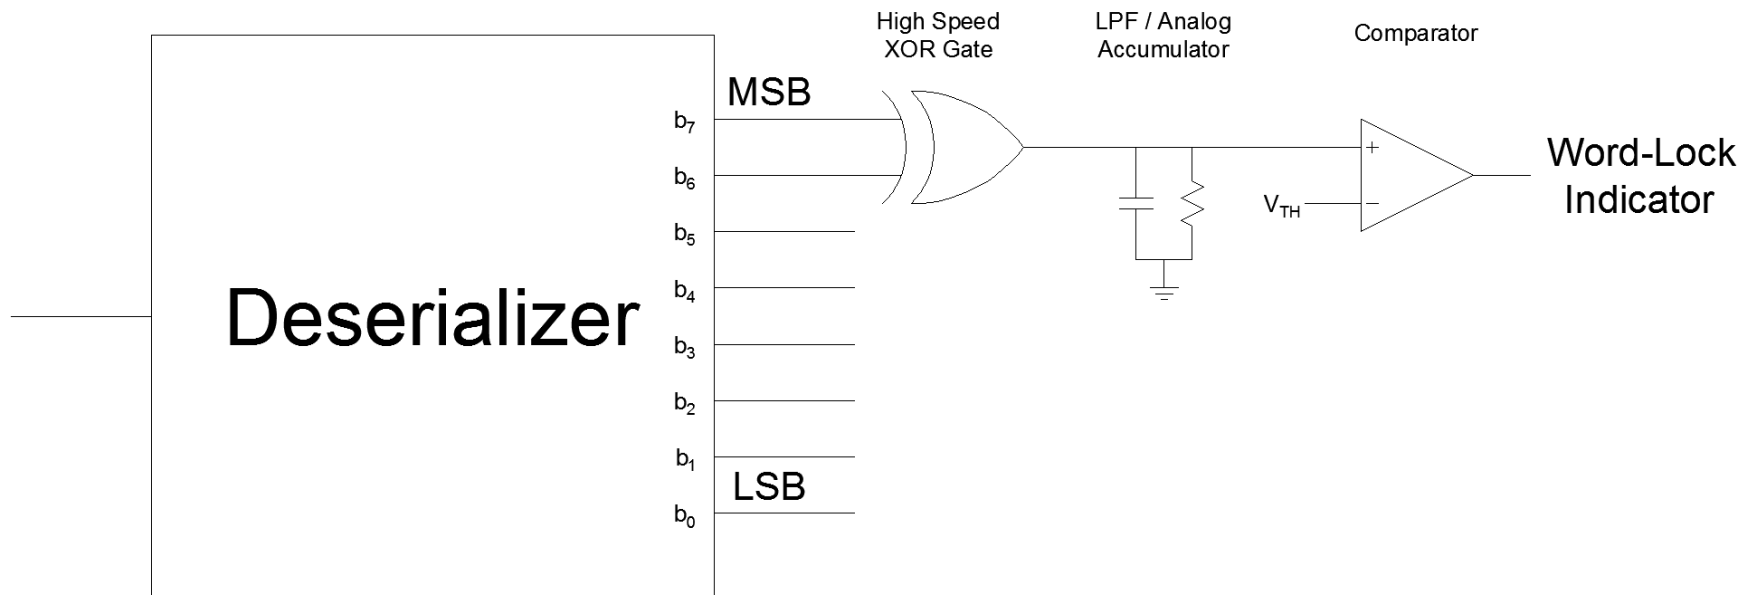 High Speed
XOR Gate
LPF / Analog
Accumulator
Comparator
MSB
b7
b6
b5
b4
b3
b2
b1
b0
LSB
Deserializer
+
VTH
−
Word-Lock
Indicator